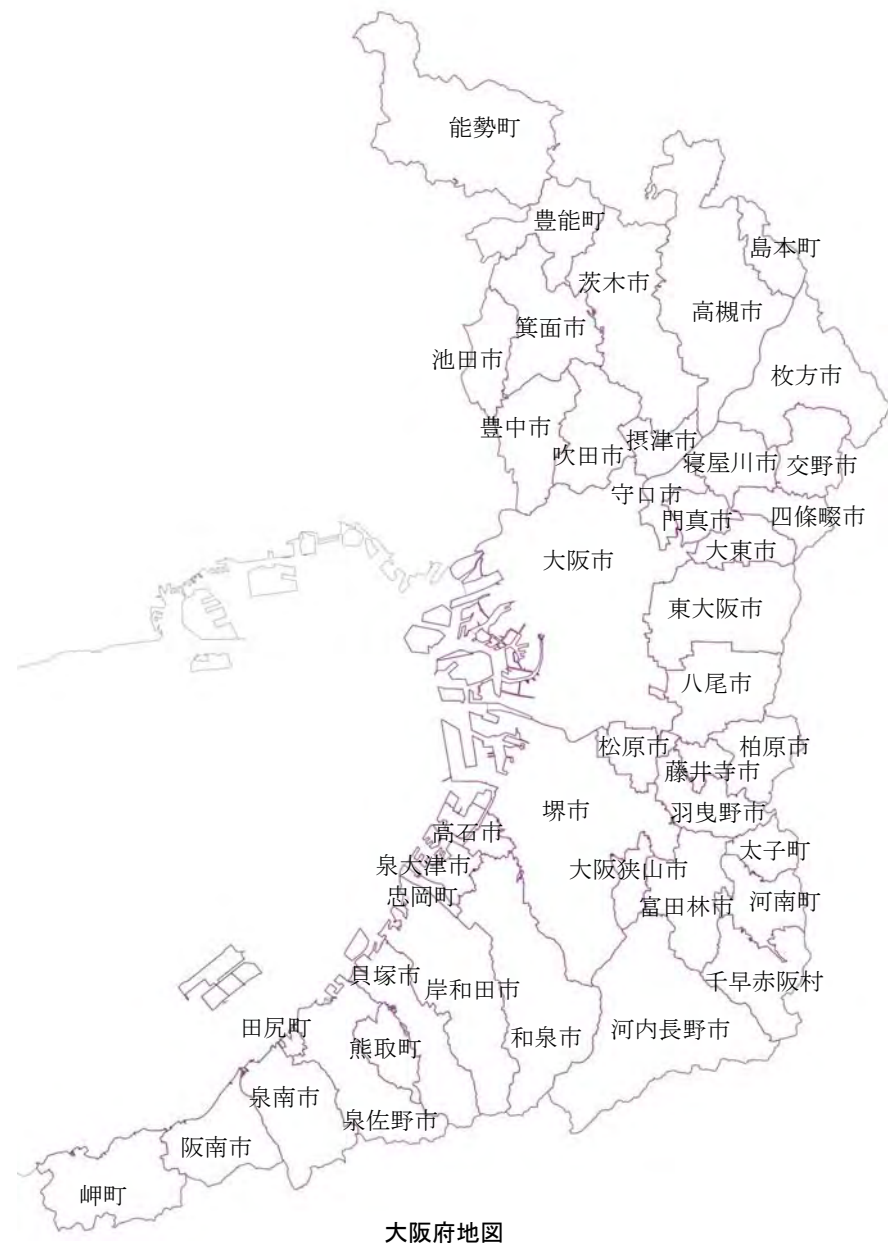 能勢町
豊能町
島本町
茨木市
高槻市
箕面市
池田市
枚方市
豊中市
摂津市
吹田市
寝屋川市
交野市
守口市
門真市
四條畷市
大阪市
大東市
東大阪市
八尾市
松原市
柏原市
藤井寺市
堺市
羽曳野市
高石市
太子町
泉大津市
大阪狭山市
忠岡町
富田林市
河南町
貝塚市
岸和田市
千早赤阪村
田尻町
熊取町
和泉市
河内長野市
泉南市
泉佐野市
阪南市
岬町
大阪府地図